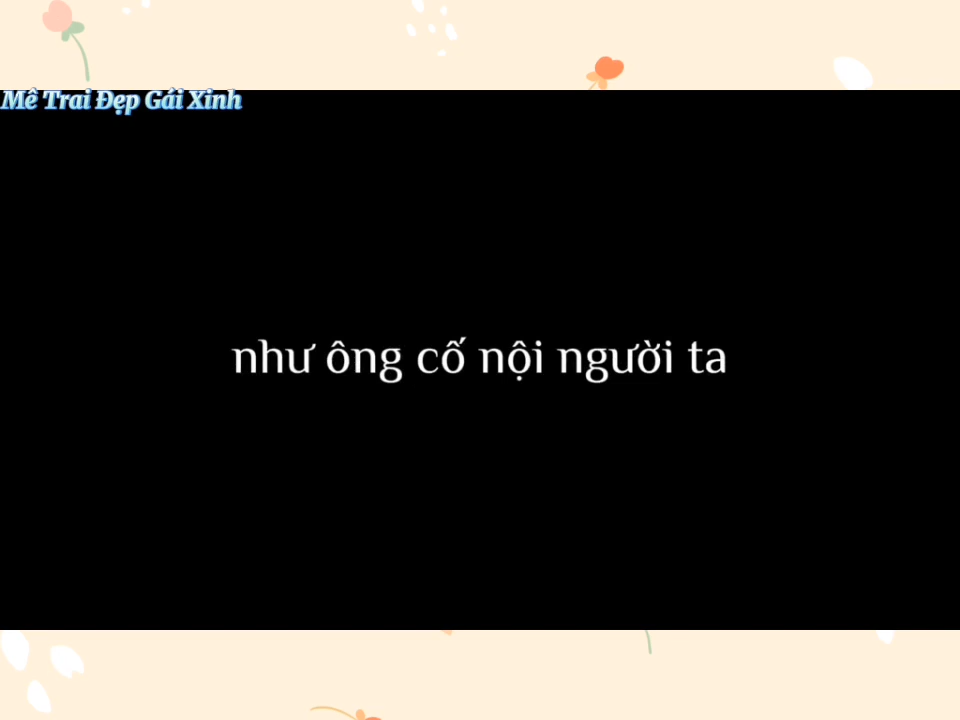 Mê Trai Đẹp Gái Xinh
như ông cố nội người ta